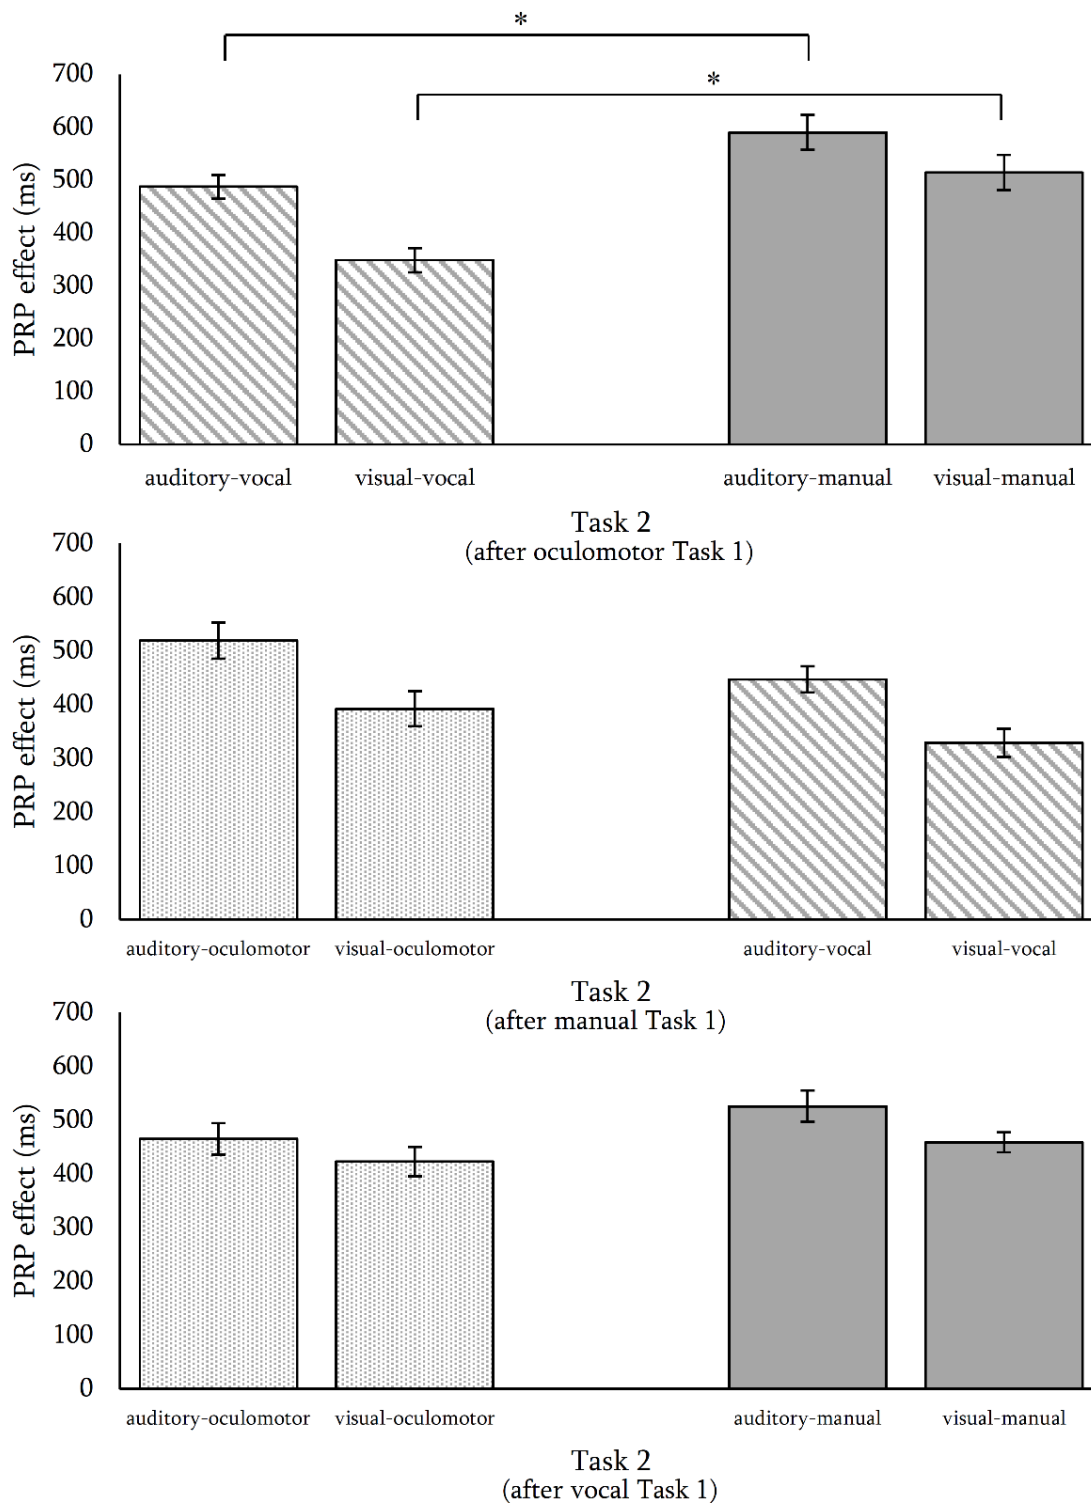 *
*
700
600
500
400
300
200
100
0
PRP effect (ms)
auditory-vocal visual-vocal auditory-manual visual-manual
Task 2
(after oculomotor Task 1)
700
600
500
400
300
200
100
0
PRP effect (ms)
auditory-oculomotor visual-oculomotor auditory-vocal visual-vocal
Task 2
(after manual Task 1)
700
600
500
400
300
200
100
0
PRP effect (ms)
auditory-oculomotor visual-oculomotor auditory-manual visual-manual
Task 2
(after vocal Task 1)